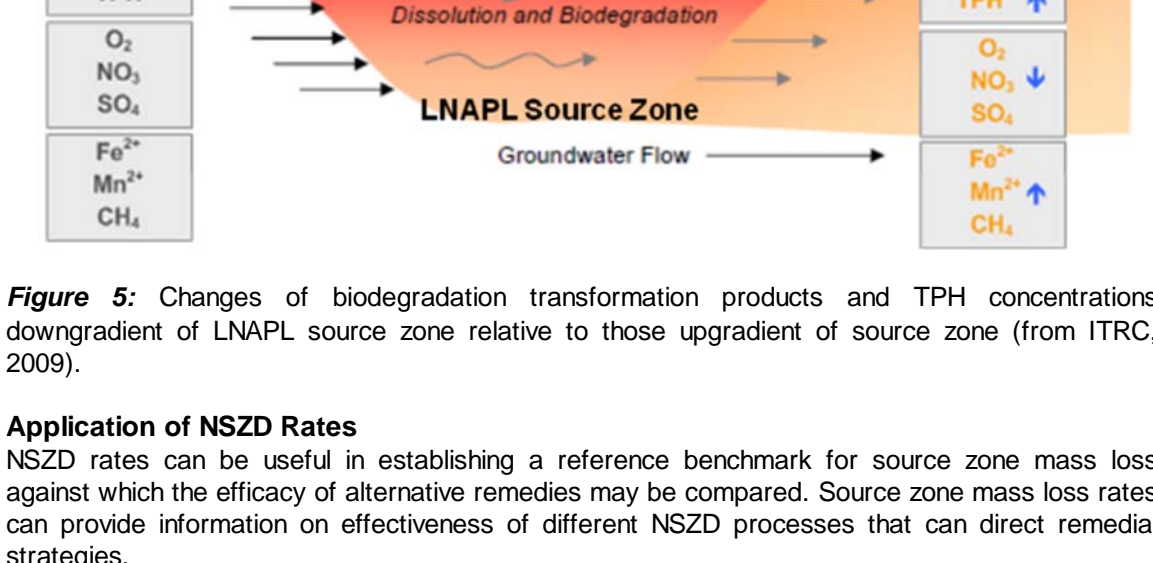 Dissolution and Biodegradation
TPH
O₂
NO₃
SO₄
LNAPL Source Zone
O₂
NO₃
SO₄
Groundwater Flow
Fe²⁺
Mn²⁺
CH₄
Fe²⁺
Mn²⁺
CH₄
Figure 5: Changes of biodegradation transformation products and TPH concentrations
downgradient of LNAPL source zone relative to those upgradient of source zone (from ITRC,
2009).
Application of NSZD Rates
NSZD rates can be useful in establishing a reference benchmark for source zone mass loss
against which the efficacy of alternative remedies may be compared. Source zone mass loss rates
can provide information on effectiveness of different NSZD processes that can direct remedia
strategies.